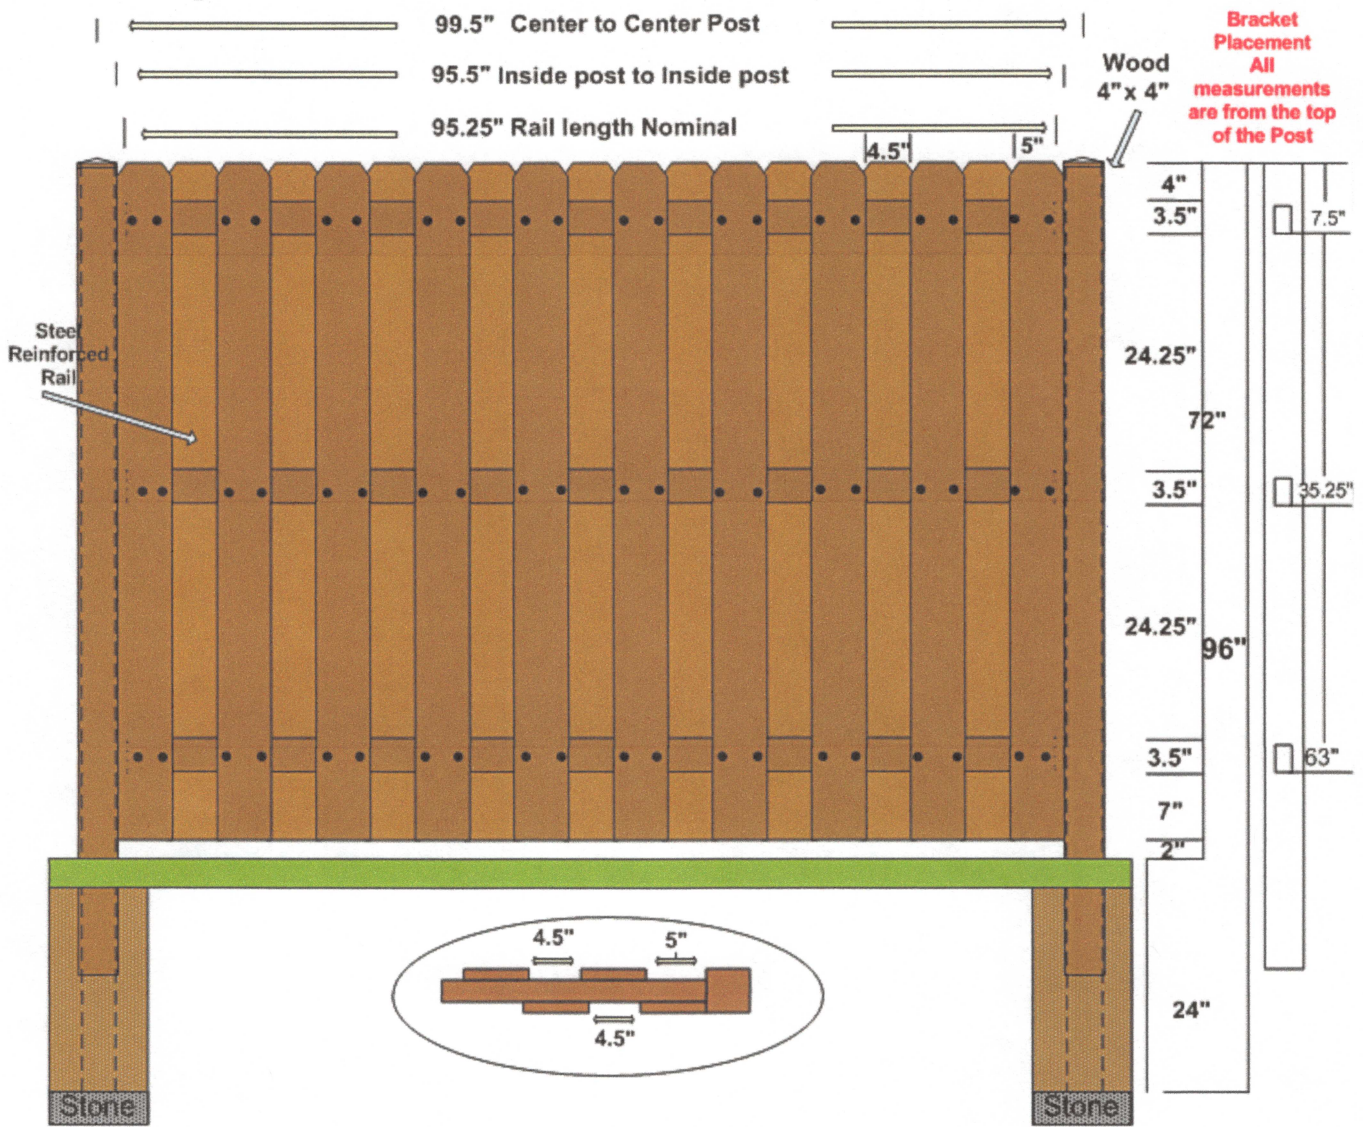 99.5" Center to Center Post
95.5" Inside post to Inside post
95.25" Rail length Nominal
4.5"
5"
Wood
4"x 4"
Bracket
Placement
All
measurements
are from the top
of the Post
4"
3.5"
7.5"
Steel
Reinforced
Rail
24.25"
72"
3.5"
35.25"
24.25"
96"
3.5"
63"
7"
2"
4.5"
5"
4.5"
24"
Stone
Stone